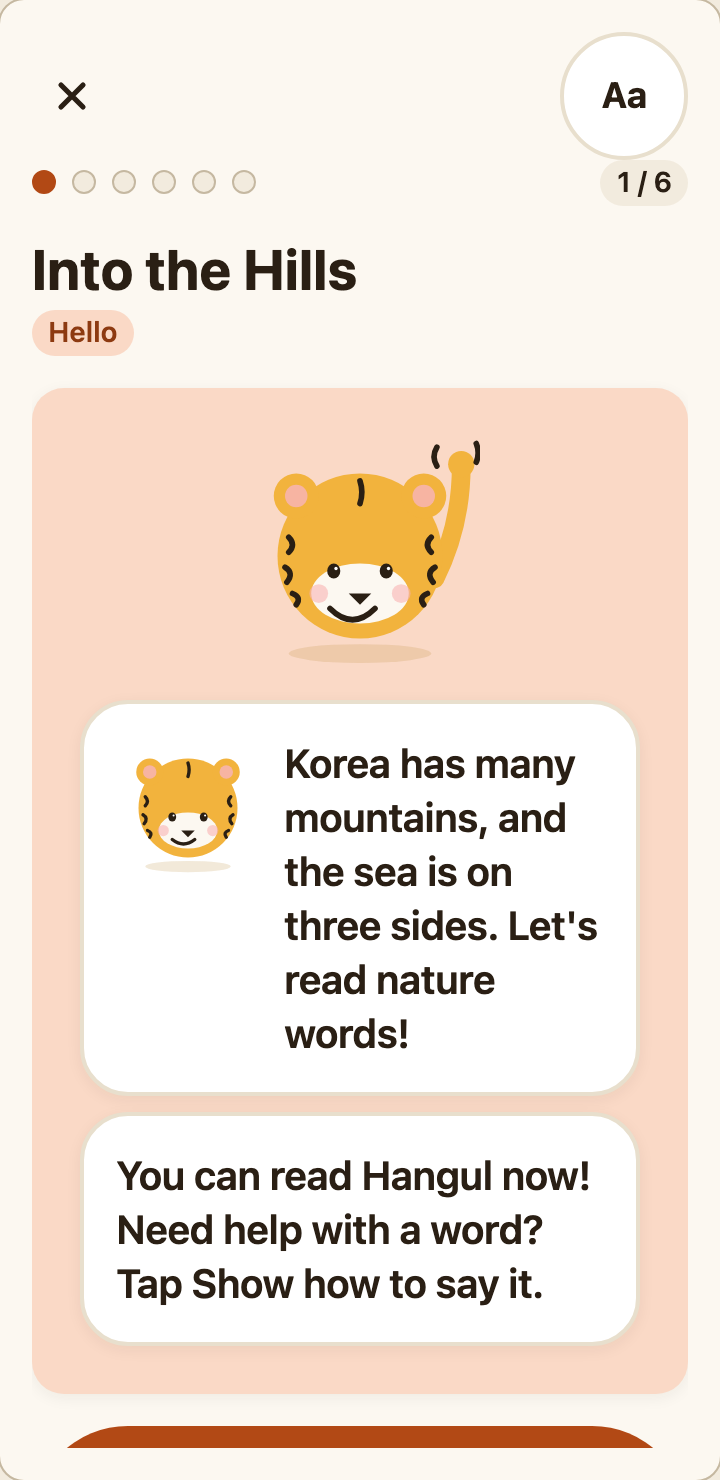 Aa
1 / 6
Into the Hills
Hello
Korea has many
mountains, and
the sea is on
three sides. Let's
read nature
words!
You can read Hangul now!
Need help with a word?
Tap Show how to say it.